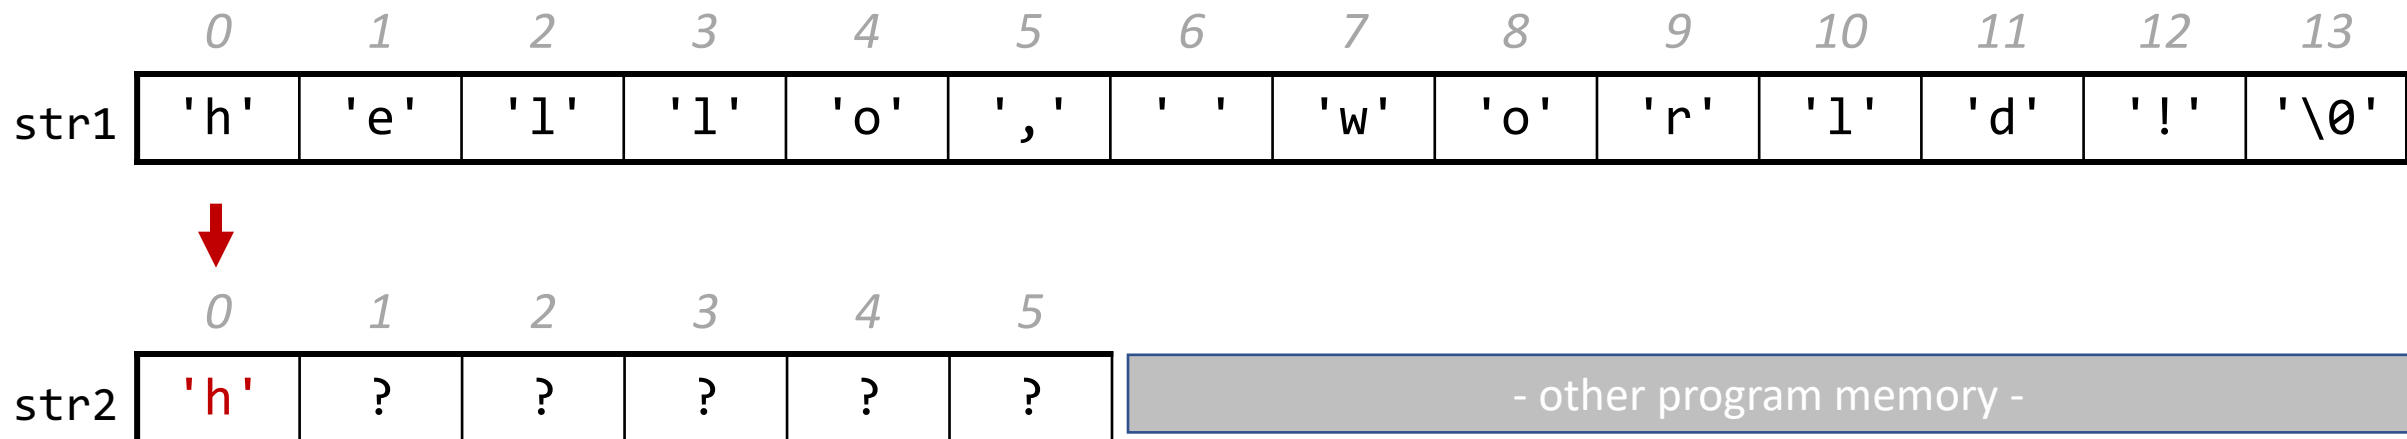 0 1 2 3 4 5 6 7 8 9 10 11 12 13
str1 'h' 'e' 'l' 'l' 'o' ',' ' ' 'w' 'o' 'r' 'l' 'd' '!' '\0'
0 1 2 3 4 5
str2 'h' ? ? ? ? ? - other program memory -